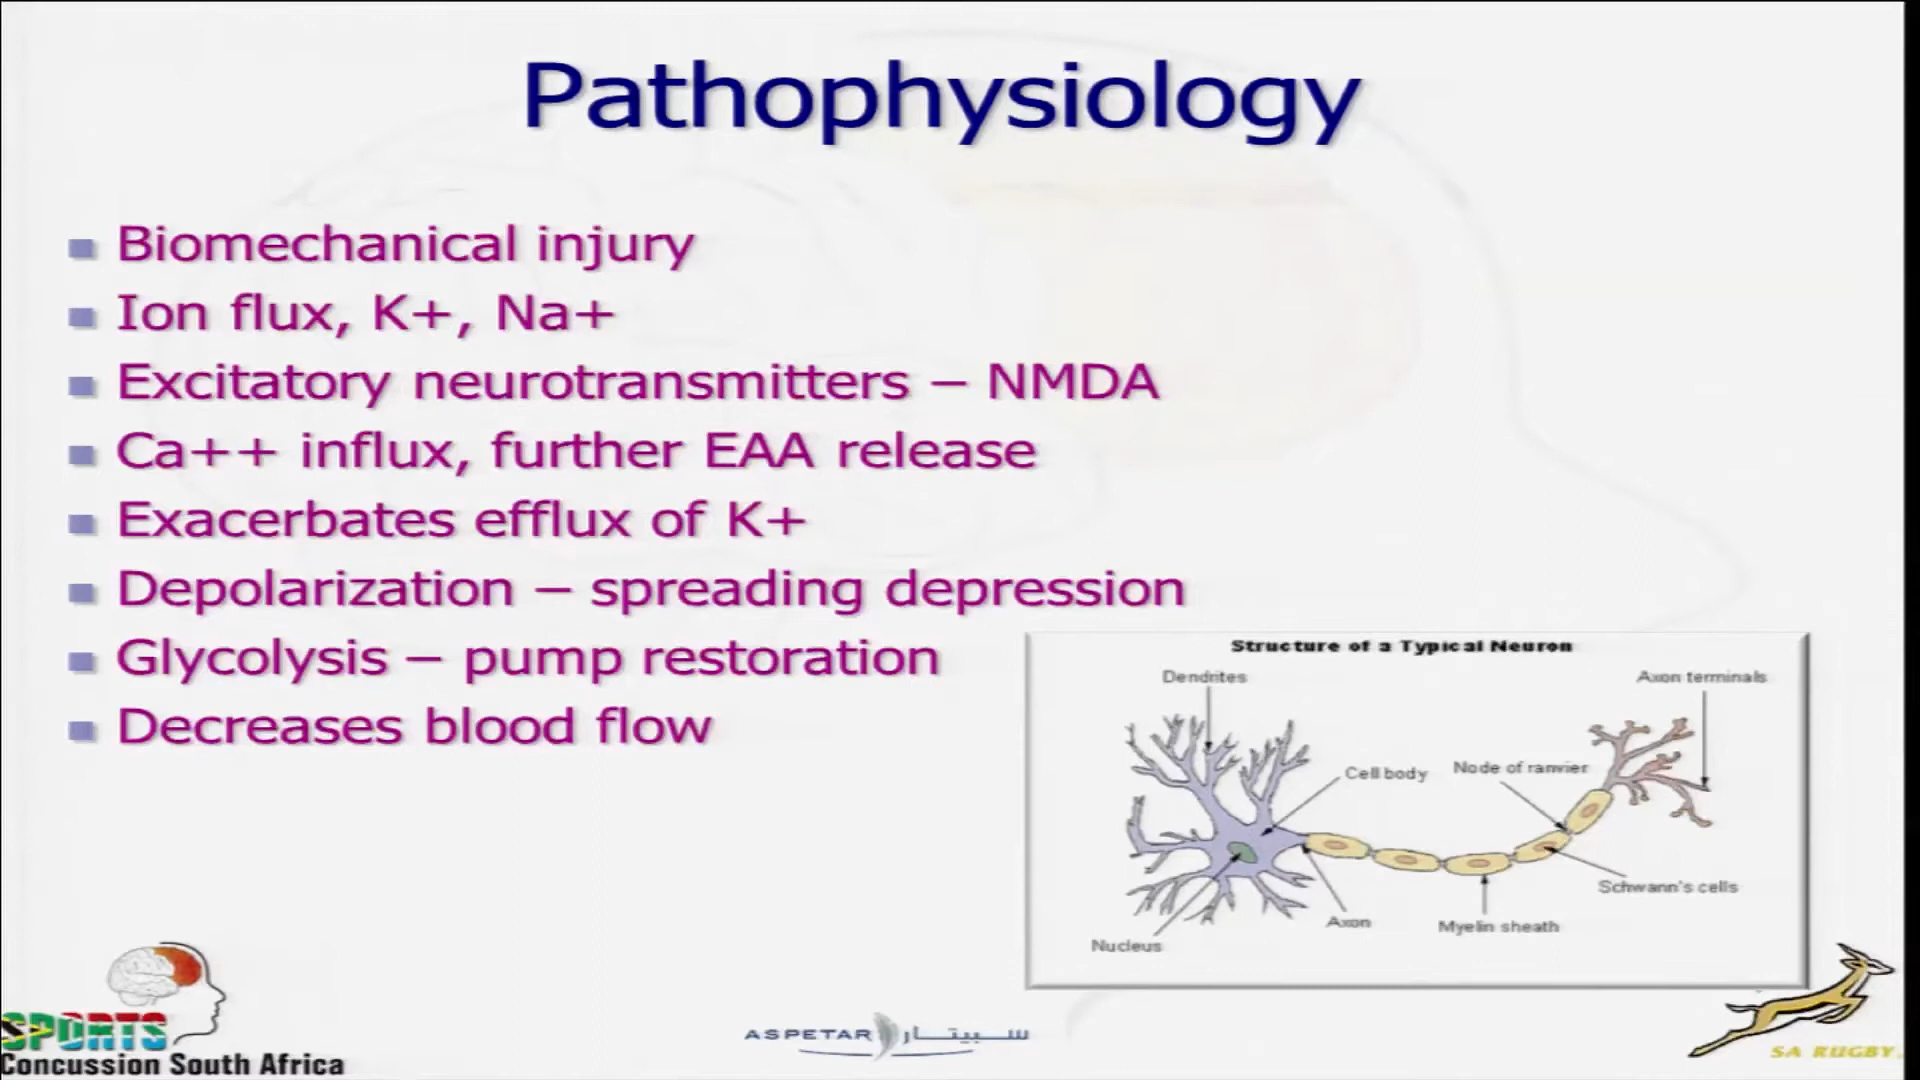 Pathophysiology
Biomechanical injury
Ion flux, K+, Na+
Excitatory neurotransmitters – NMDA
Ca++ influx, further EAA release
Exacerbates efflux of K+
Depolarization – spreading depression
Glycolysis – pump restoration
Decreases blood flow
Structure of a Typical Neuron
Dendrites
Axon terminals
Cell body
Node of ranvier
Schwann's cells
Axon
Myelin sheath
Nucleus
SPORTS
Concussion South Africa
ASPETAR سبيتار
SA RUGBY